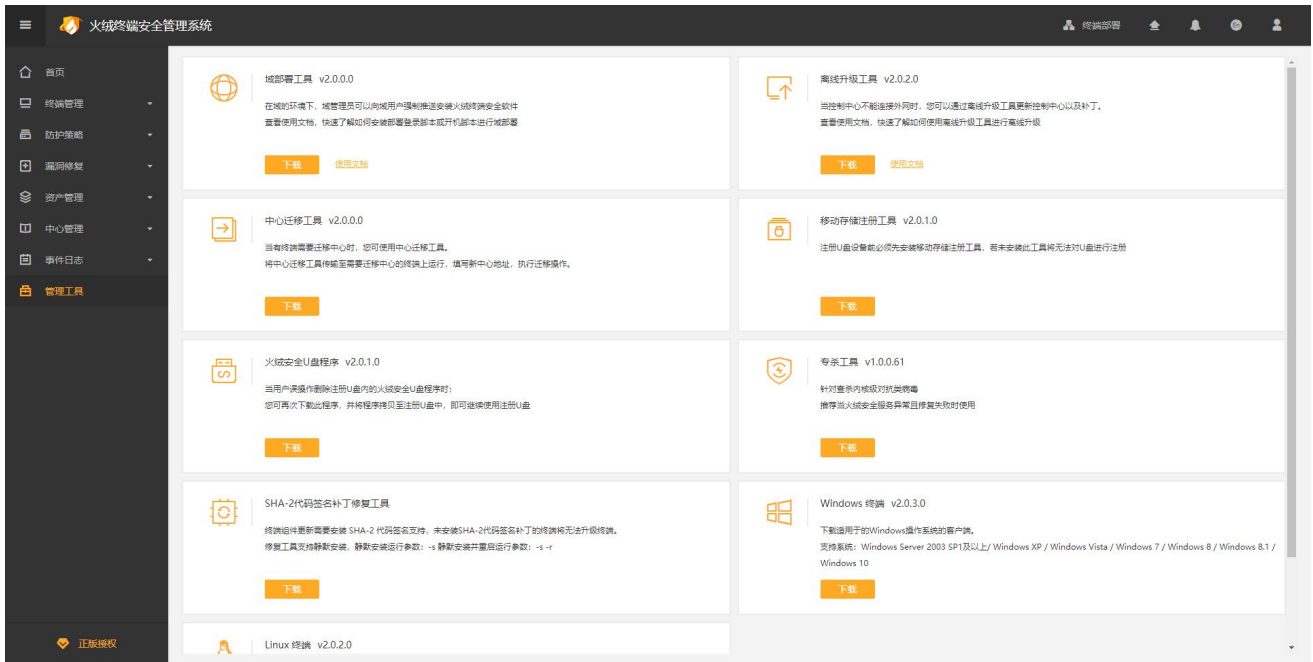 火绒终端安全管理系统
终端部署
首页
终端管理
防护策略
漏洞修复
资产管理
中心管理
事件日志
管理工具
正版授权
域部署工具 v2.0.0.0
在域的环境下，域管理员可以向域用户强制推送安装火绒终端安全软件
查看使用文档，快速了解如何安装部署登录脚本或开机脚本进行域部署
下载 使用文档
离线升级工具 v2.0.2.0
当控制中心不能连接外网时，您可以通过离线升级工具更新控制中心以及补丁。
查看使用文档，快速了解如何使用离线升级工具进行离线升级
下载 使用文档
中心迁移工具 v2.0.0.0
当有终端需要迁移中心时，您可使用中心迁移工具。
将中心迁移工具传输至需要迁移中心的终端上运行，填写新中心地址，执行迁移操作。
下载
移动存储注册工具 v2.0.1.0
注册U盘设备前必须先安装移动存储注册工具，若未安装此工具将无法对U盘进行注册
下载
火绒安全U盘程序 v2.0.1.0
当用户误操作删除注册U盘内的火绒安全U盘程序时：
您可再次下载此程序，并将程序拷贝至注册U盘中，即可继续使用注册U盘
下载
专杀工具 v1.0.0.61
针对查杀内核级对抗类病毒
推荐当火绒安全服务异常且修复失败时使用
下载
SHA-2代码签名补丁修复工具
终端组件更新需要安装 SHA-2 代码签名支持，未安装SHA-2代码签名补丁的终端将无法升级终端。
修复工具支持静默安装，静默安装运行参数：-s 静默安装并重启运行参数：-s -r
下载
Windows 终端 v2.0.3.0
下载适用于的Windows操作系统的客户端。
支持系统：Windows Server 2003 SP1及以上/ Windows XP / Windows Vista / Windows 7 / Windows 8 / Windows 8.1 /
Windows 10
下载
Linux 终端 v2.0.2.0